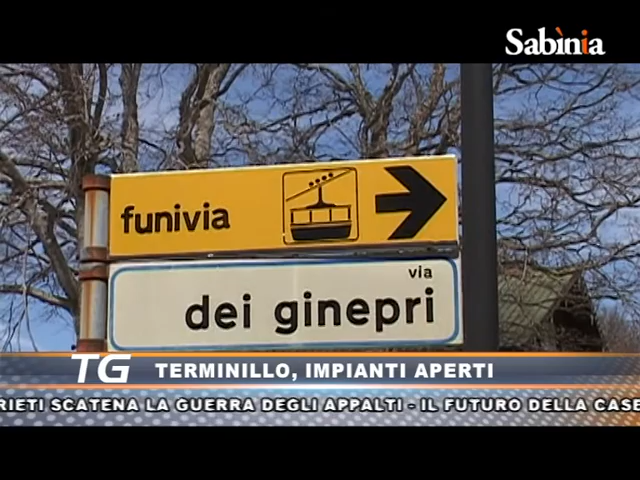 Sabìnia
funivia
via
dei ginepri
TG TERMINILLO, IMPIANTI APERTI
RIETI SCATENA LA GUERRA DEGLI APPALTI - IL FUTURO DELLA CASE